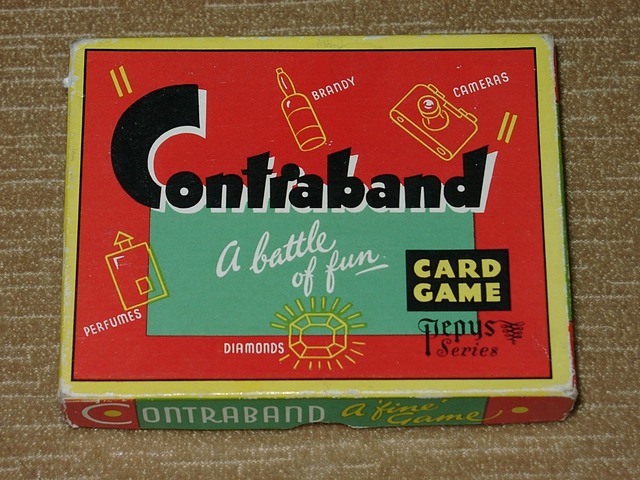 BRANDY
CAMERAS
Contraband
A battle
of fun
CARD
GAME
PERFUMES
DIAMONDS
Pepys
Series
CONTRABAND A 'fine' Game